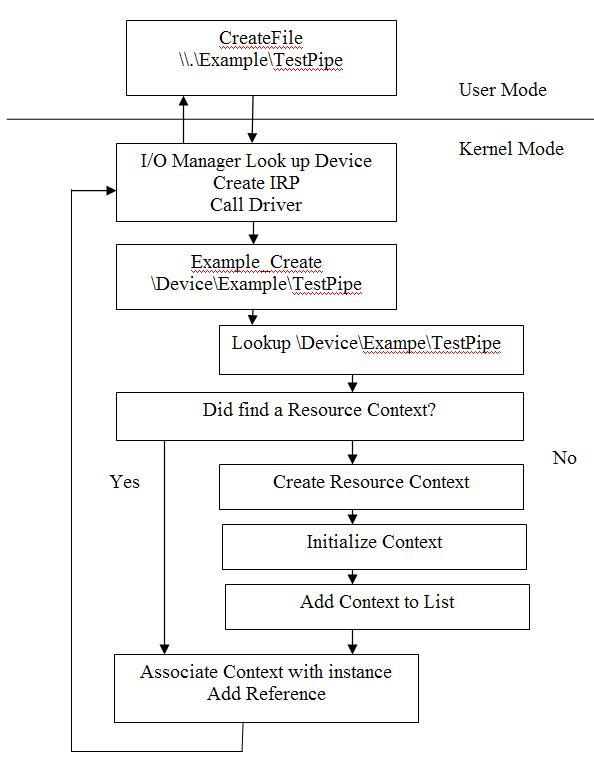 CreateFile
\\.\Example\TestPipe
User Mode
Kernel Mode
I/O Manager Look up Device
Create IRP
Call Driver
Example_Create
\Device\Example\TestPipe
Lookup \Device\Exampe\TestPipe
Did find a Resource Context?
No
Yes
Create Resource Context
Initialize Context
Add Context to List
Associate Context with instance
Add Reference